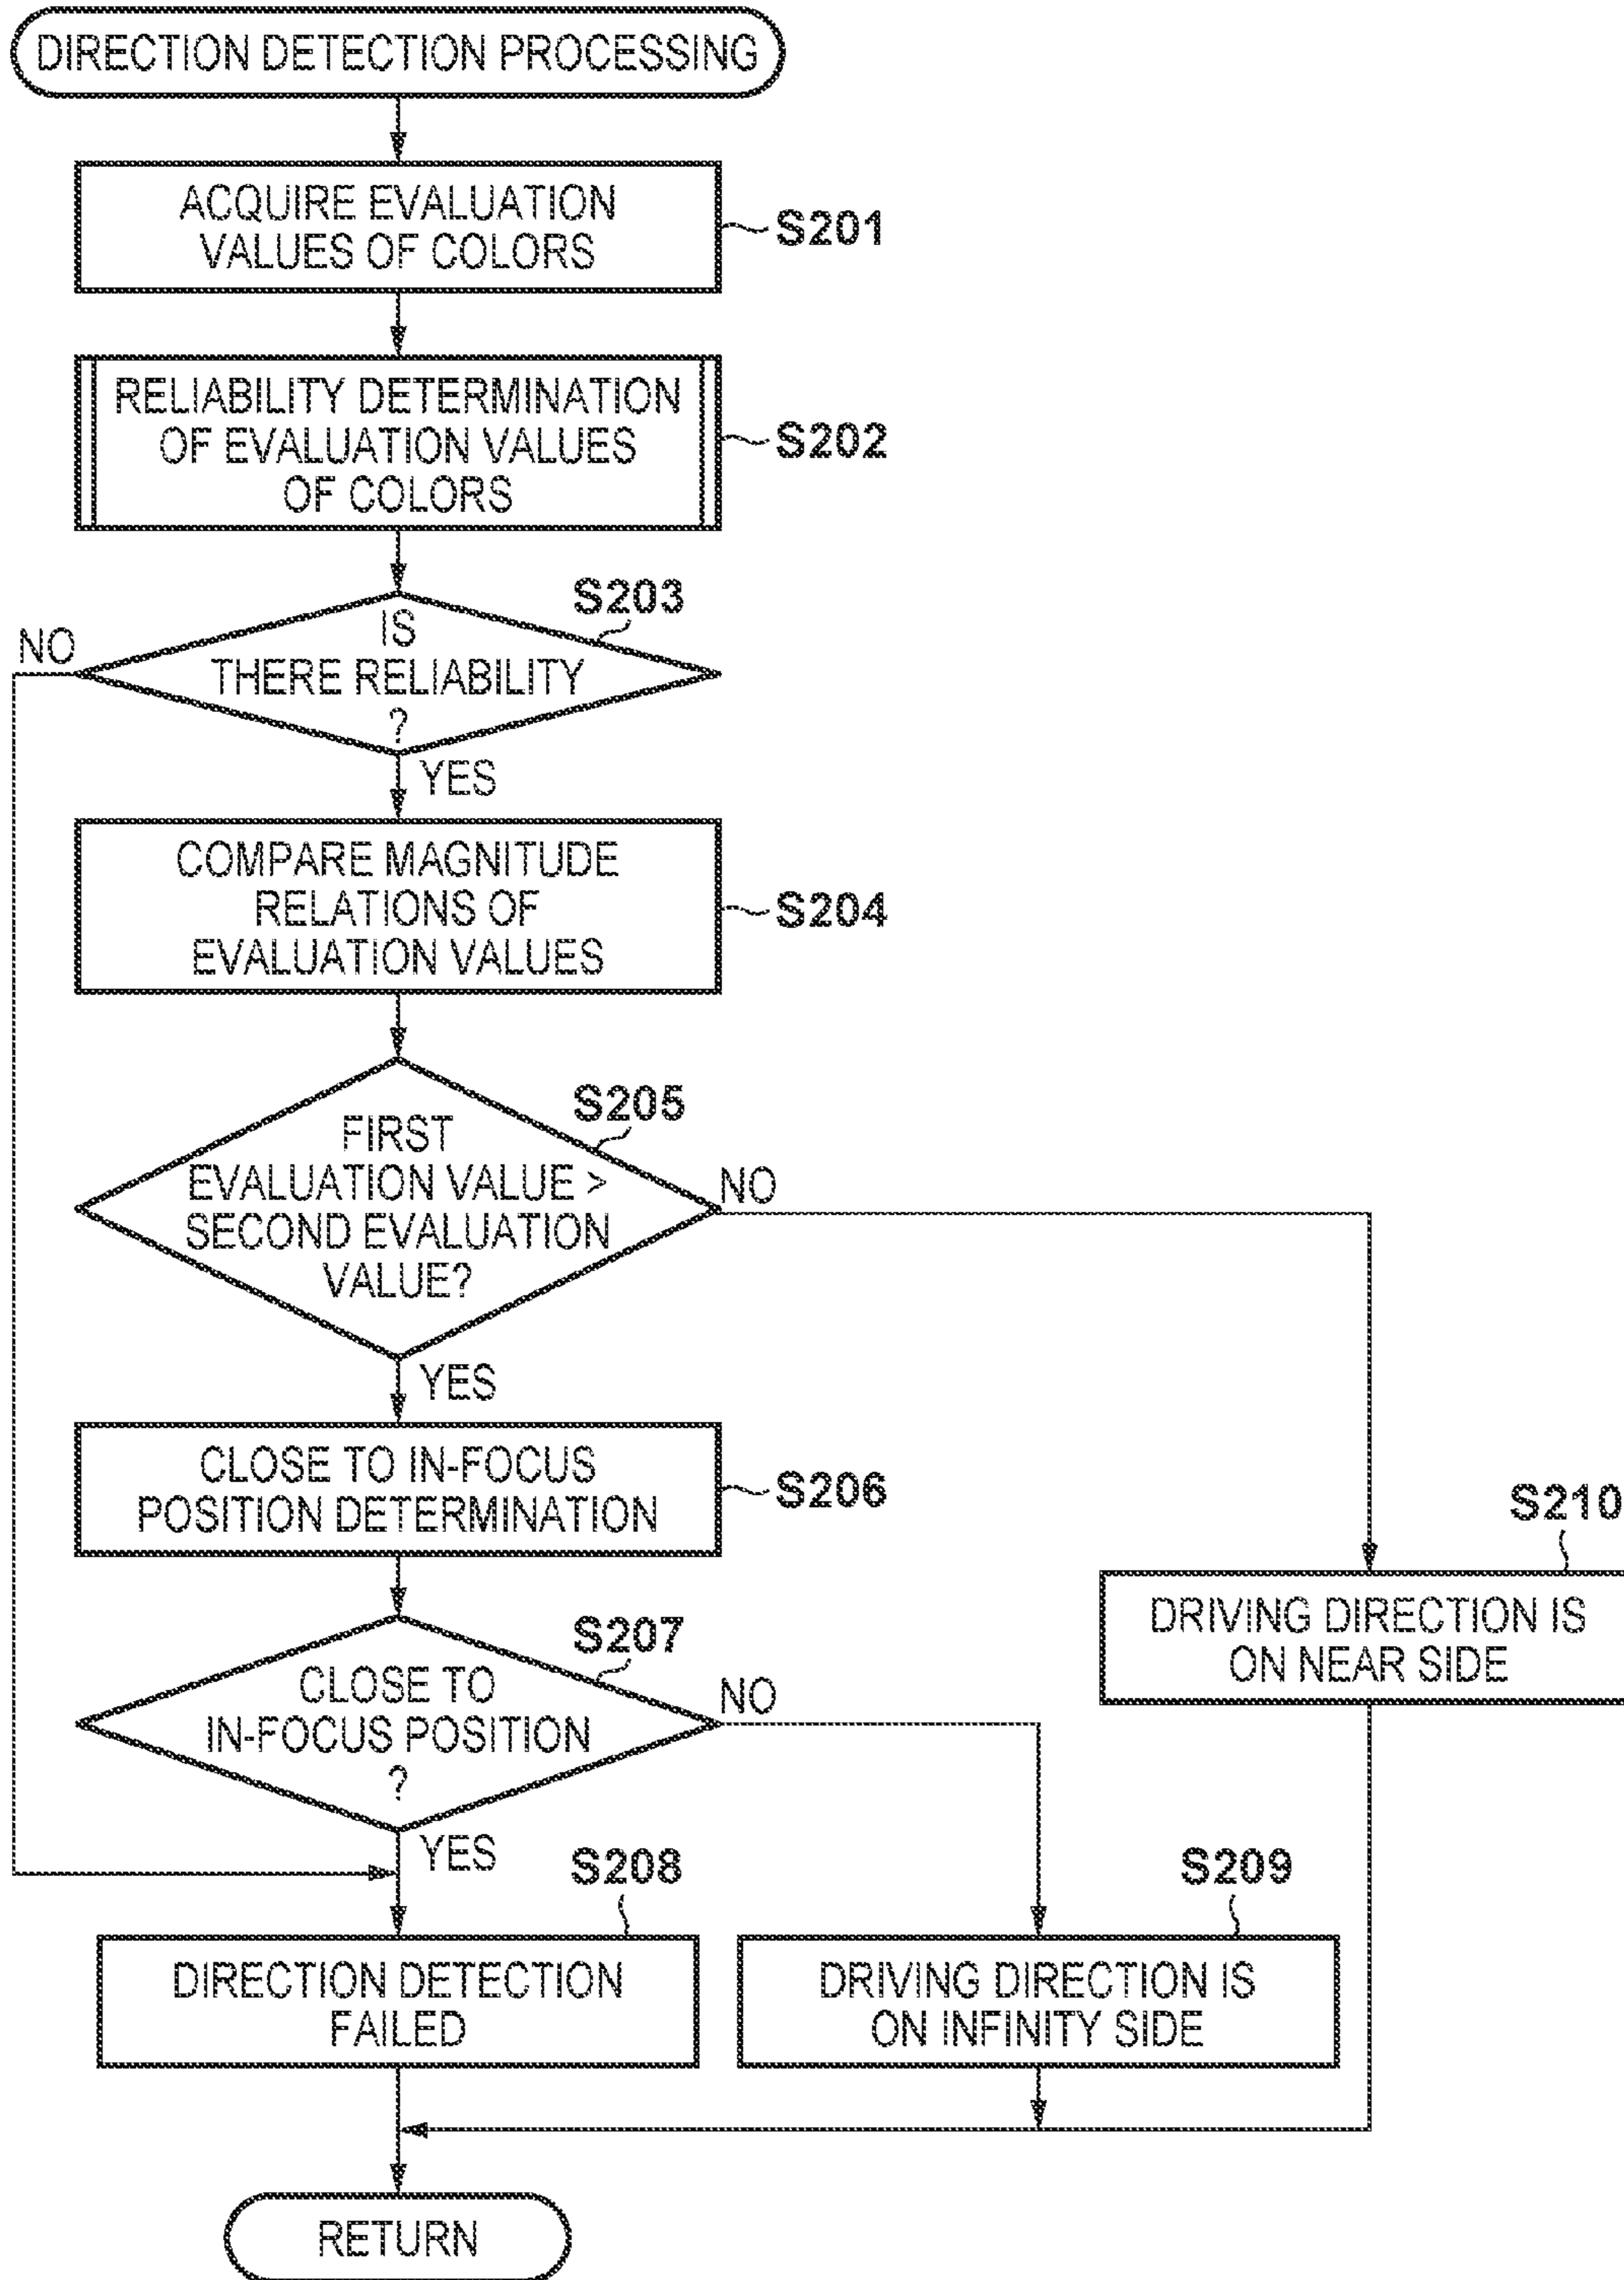 DIRECTION DETECTION PROCESSING
ACQUIRE EVALUATION
VALUES OF COLORS
S201
RELIABILITY DETERMINATION
OF EVALUATION VALUES
OF COLORS
S202
S203
IS
THERE RELIABILITY
?
NO
YES
COMPARE MAGNITUDE
RELATIONS OF
EVALUATION VALUES
S204
S205
FIRST
EVALUATION VALUE >
SECOND EVALUATION
VALUE?
NO
YES
CLOSE TO IN-FOCUS
POSITION DETERMINATION
S206
S210
DRIVING DIRECTION IS
ON NEAR SIDE
S207
CLOSE TO
IN-FOCUS POSITION
?
NO
YES
S208
DIRECTION DETECTION
FAILED
S209
DRIVING DIRECTION IS
ON INFINITY SIDE
RETURN